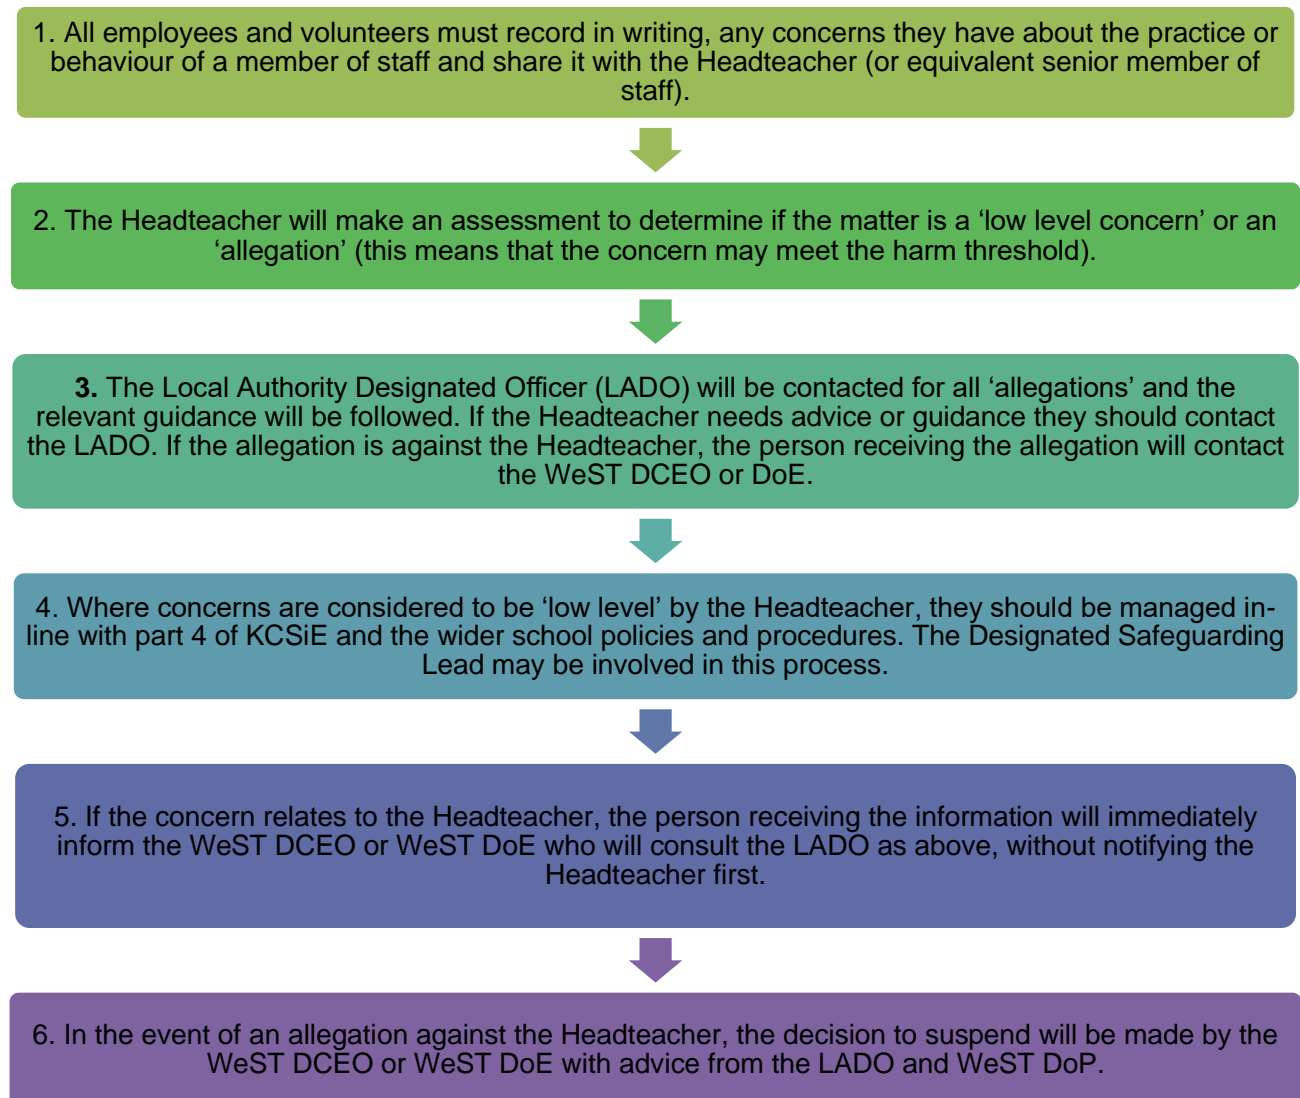 1. All employees and volunteers must record in writing, any concerns they have about the practice or
behaviour of a member of staff and share it with the Headteacher (or equivalent senior member of
staff).
2. The Headteacher will make an assessment to determine if the matter is a ‘low level concern’ or an
‘allegation’ (this means that the concern may meet the harm threshold).
3. The Local Authority Designated Officer (LADO) will be contacted for all ‘allegations’ and the
relevant guidance will be followed. If the Headteacher needs advice or guidance they should contact
the LADO. If the allegation is against the Headteacher, the person receiving the allegation will contact
the WeST DCEO or DoE.
4. Where concerns are considered to be ‘low level’ by the Headteacher, they should be managed in-
line with part 4 of KCSiE and the wider school policies and procedures. The Designated Safeguarding
Lead may be involved in this process.
5. If the concern relates to the Headteacher, the person receiving the information will immediately
inform the WeST DCEO or WeST DoE who will consult the LADO as above, without notifying the
Headteacher first.
6. In the event of an allegation against the Headteacher, the decision to suspend will be made by the
WeST DCEO or WeST DoE with advice from the LADO and WeST DoP.